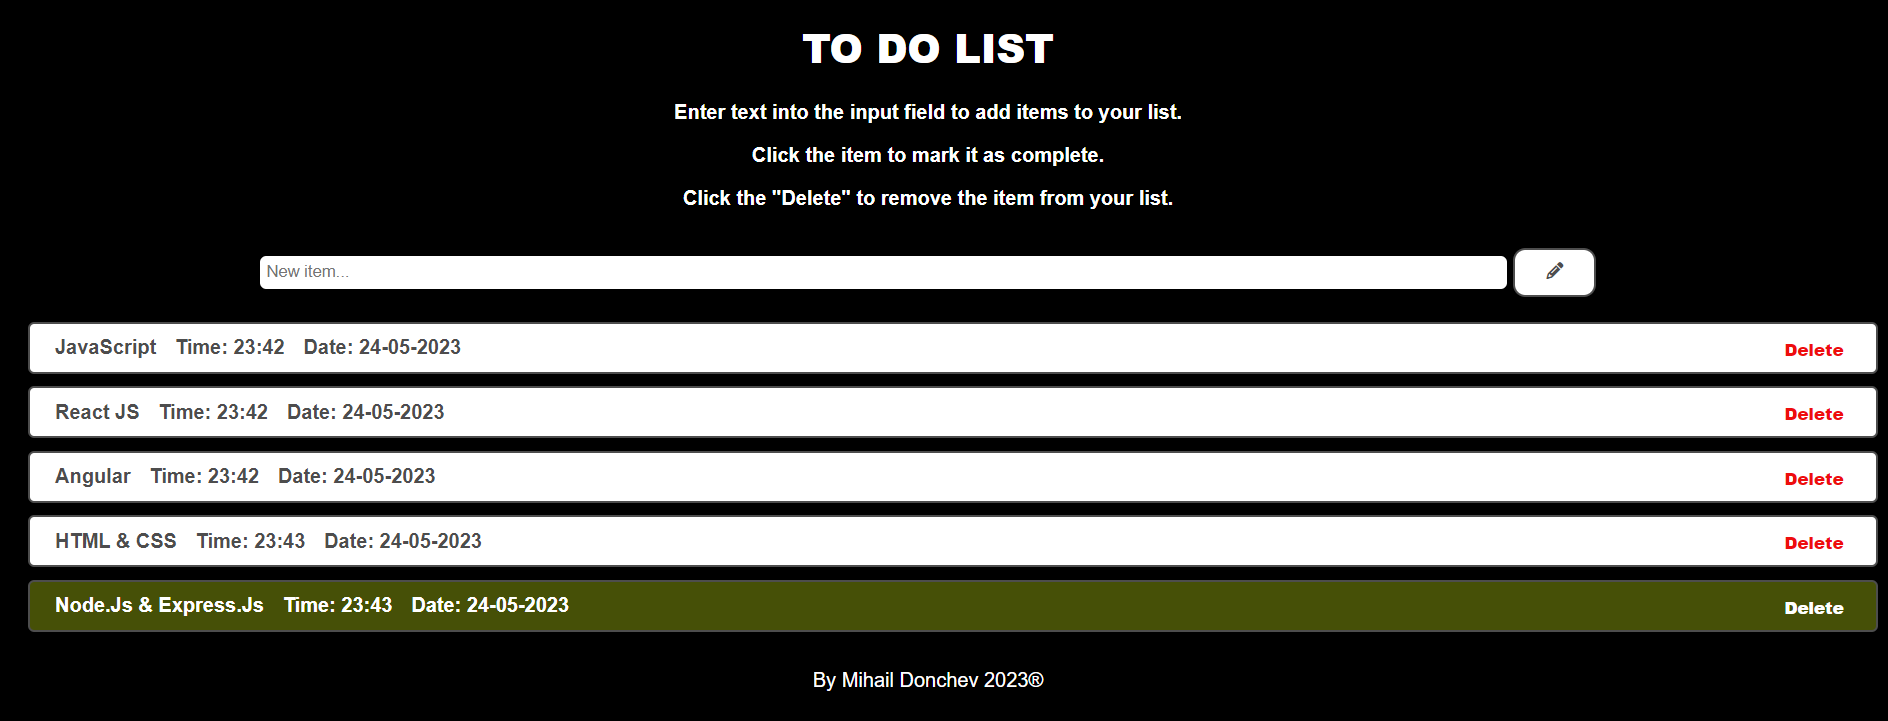 TO DO LIST
Enter text into the input field to add items to your list.
Click the item to mark it as complete.
Click the "Delete" to remove the item from your list.
New item...
JavaScript Time: 23:42 Date: 24-05-2023 Delete
React JS Time: 23:42 Date: 24-05-2023 Delete
Angular Time: 23:42 Date: 24-05-2023 Delete
HTML & CSS Time: 23:43 Date: 24-05-2023 Delete
Node.Js & Express.Js Time: 23:43 Date: 24-05-2023 Delete
By Mihail Donchev 2023®